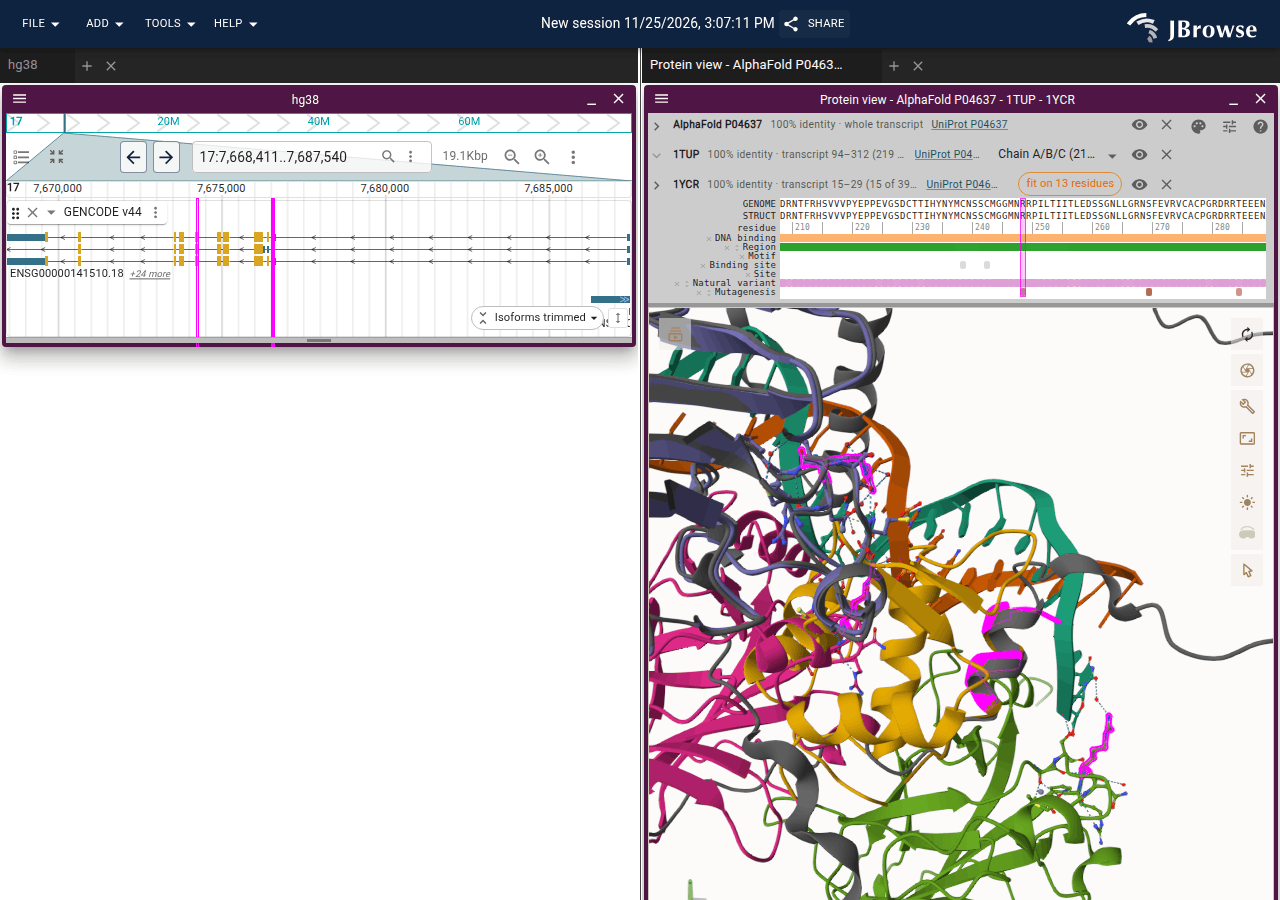 FILE ADD TOOLS HELP New session 11/25/2026, 3:07:11 PM SHARE JBrowse
hg38
hg38
17 20M 40M 60M
17:7,668,411..7,687,540 19.1Kbp
17 7,670,000 7,675,000 7,680,000 7,685,000
GENCODE v44
ENSG00000141510.18 +24 more
Isoforms trimmed
Protein view - AlphaFold P0463…
Protein view - AlphaFold P04637 - 1TUP - 1YCR
AlphaFold P04637 100% identity · whole transcript UniProt P04637
1TUP 100% identity · transcript 94–312 (219 … UniProt P04… Chain A/B/C (21…
1YCR 100% identity · transcript 15–29 (15 of 39… UniProt P046… fit on 13 residues
GENOME DRNTFRHSVVVPYEPPEVGSDCTTIHYNYMCNSSCMGGMNRRPILTIITLEDSSGNLLGRNSFEVRVCACPGRDRRTEEEN
STRUCT DRNTFRHSVVVPYEPPEVGSDCTTIHYNYMCNSSCMGGMNRRPILTIITLEDSSGNLLGRNSFEVRVCACPGRDRRTEEEN
residue 210 220 230 240 250 260 270 280
DNA binding
Region
Motif
Binding site
Site
Natural variant
Mutagenesis